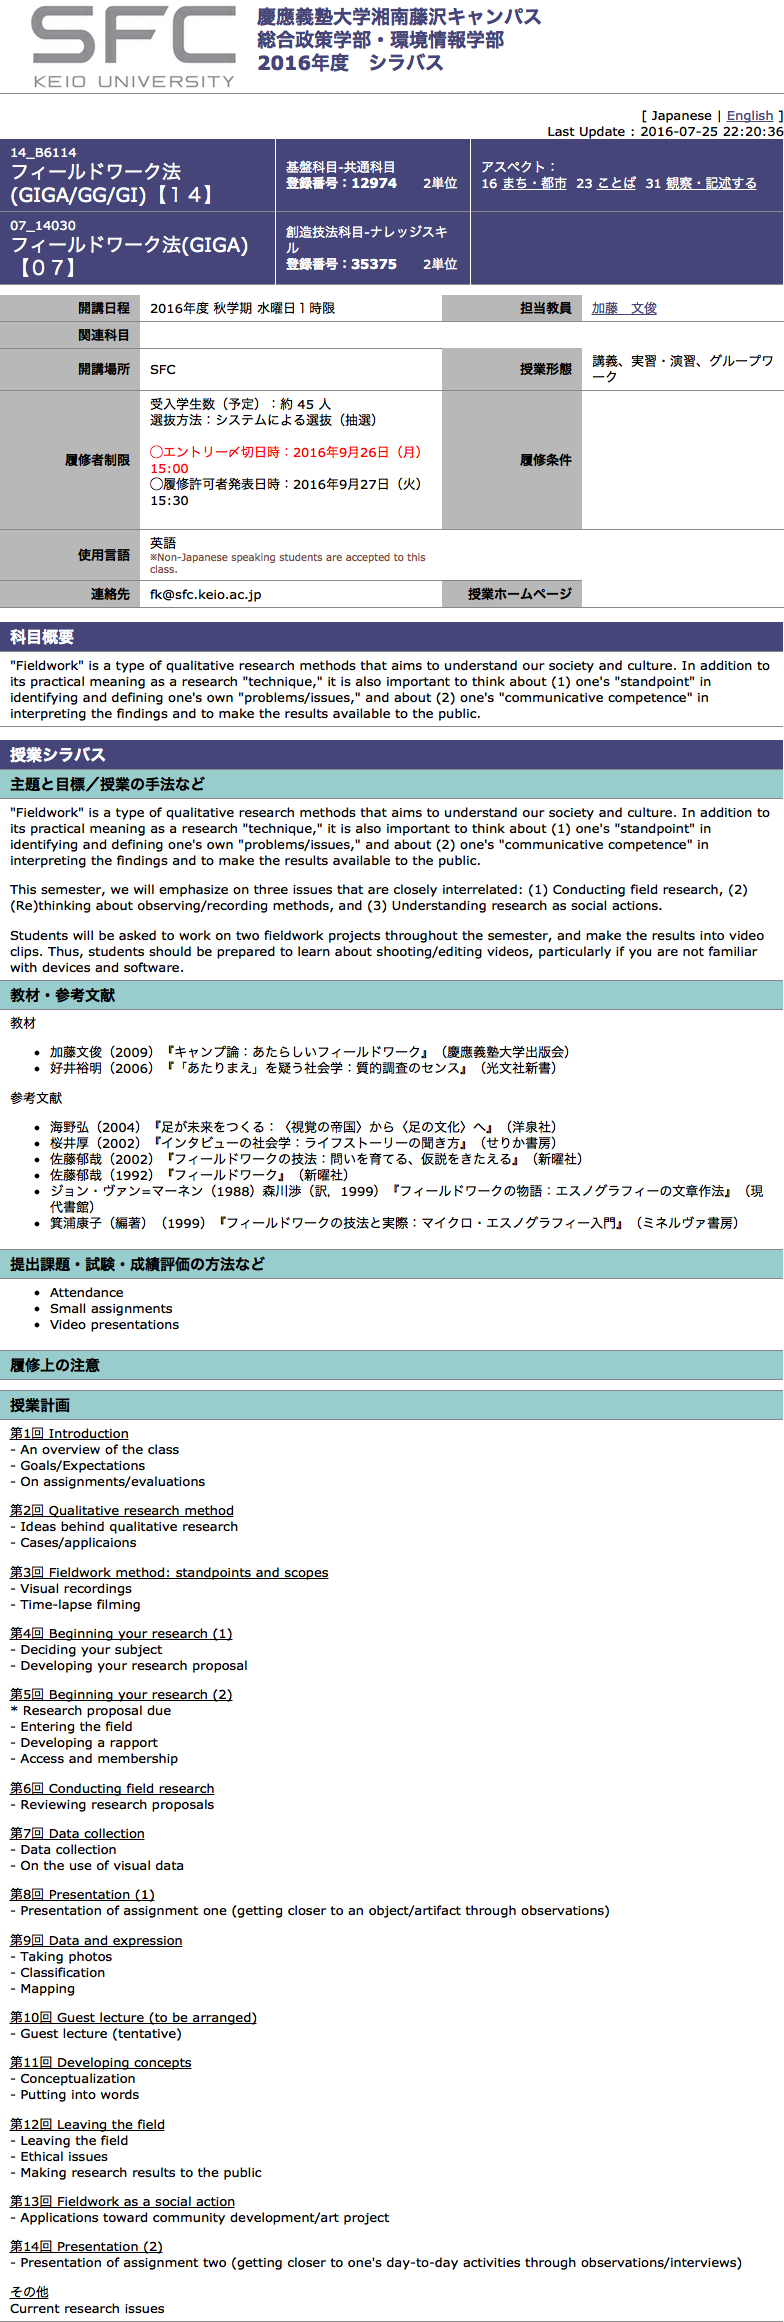 SFC
KEIO UNIVERSITY
慶應義塾大学湘南藤沢キャンパス
総合政策学部・環境情報学部
2016年度　シラバス
[ Japanese | English ]
Last Update : 2016-07-25 22:20:36
14_B6114
フィールドワーク法
(GIGA/GG/GI)【１４】
基盤科目-共通科目
登録番号：12974 2単位
アスペクト：
16 まち・都市 23 ことば 31 観察・記述する
07_14030
フィールドワーク法(GIGA)
【０７】
創造技法科目-ナレッジスキ
ル
登録番号：35375 2単位
開講日程 2016年度 秋学期 水曜日１時限 担当教員 加藤　文俊
関連科目
開講場所 SFC 授業形態 講義、実習・演習、グループワ
ーク
履修者制限
受入学生数（予定）：約 45 人
選抜方法：システムによる選抜（抽選）
◯エントリー〆切日時：2016年9月26日（月）
15:00
◯履修許可者発表日時：2016年9月27日（火）
15:30
履修条件
使用言語 英語
※Non-Japanese speaking students are accepted to this
class.
連絡先 fk@sfc.keio.ac.jp 授業ホームページ
科目概要
"Fieldwork" is a type of qualitative research methods that aims to understand our society and culture. In addition to
its practical meaning as a research "technique," it is also important to think about (1) one's "standpoint" in
identifying and defining one's own "problems/issues," and about (2) one's "communicative competence" in
interpreting the findings and to make the results available to the public.
授業シラバス
主題と目標／授業の手法など
"Fieldwork" is a type of qualitative research methods that aims to understand our society and culture. In addition to
its practical meaning as a research "technique," it is also important to think about (1) one's "standpoint" in
identifying and defining one's own "problems/issues," and about (2) one's "communicative competence" in
interpreting the findings and to make the results available to the public.
This semester, we will emphasize on three issues that are closely interrelated: (1) Conducting field research, (2)
(Re)thinking about observing/recording methods, and (3) Understanding research as social actions.
Students will be asked to work on two fieldwork projects throughout the semester, and make the results into video
clips. Thus, students should be prepared to learn about shooting/editing videos, particularly if you are not familiar
with devices and software.
教材・参考文献
教材
• 加藤文俊（2009）『キャンプ論：あたらしいフィールドワーク』（慶應義塾大学出版会）
• 好井裕明（2006）『「あたりまえ」を疑う社会学：質的調査のセンス』（光文社新書）
参考文献
• 海野弘（2004）『足が未来をつくる：〈視覚の帝国〉から〈足の文化〉へ』（洋泉社）
• 桜井厚（2002）『インタビューの社会学：ライフストーリーの聞き方』（せりか書房）
• 佐藤郁哉（2002）『フィールドワークの技法：問いを育てる、仮説をきたえる』（新曜社）
• 佐藤郁哉（1992）『フィールドワーク』（新曜社）
• ジョン・ヴァン=マーネン（1988）森川渉（訳，1999）『フィールドワークの物語：エスノグラフィーの文章作法』（現
代書館）
• 箕浦康子（編著）（1999）『フィールドワークの技法と実際：マイクロ・エスノグラフィー入門』（ミネルヴァ書房）
提出課題・試験・成績評価の方法など
• Attendance
• Small assignments
• Video presentations
履修上の注意
授業計画
第1回 Introduction
- An overview of the class
- Goals/Expectations
- On assignments/evaluations
第2回 Qualitative research method
- Ideas behind qualitative research
- Cases/applicaions
第3回 Fieldwork method: standpoints and scopes
- Visual recordings
- Time-lapse filming
第4回 Beginning your research (1)
- Deciding your subject
- Developing your research proposal
第5回 Beginning your research (2)
* Research proposal due
- Entering the field
- Developing a rapport
- Access and membership
第6回 Conducting field research
- Reviewing research proposals
第7回 Data collection
- Data collection
- On the use of visual data
第8回 Presentation (1)
- Presentation of assignment one (getting closer to an object/artifact through observations)
第9回 Data and expression
- Taking photos
- Classification
- Mapping
第10回 Guest lecture (to be arranged)
- Guest lecture (tentative)
第11回 Developing concepts
- Conceptualization
- Putting into words
第12回 Leaving the field
- Leaving the field
- Ethical issues
- Making research results to the public
第13回 Fieldwork as a social action
- Applications toward community development/art project
第14回 Presentation (2)
- Presentation of assignment two (getting closer to one's day-to-day activities through observations/interviews)
その他
Current research issues